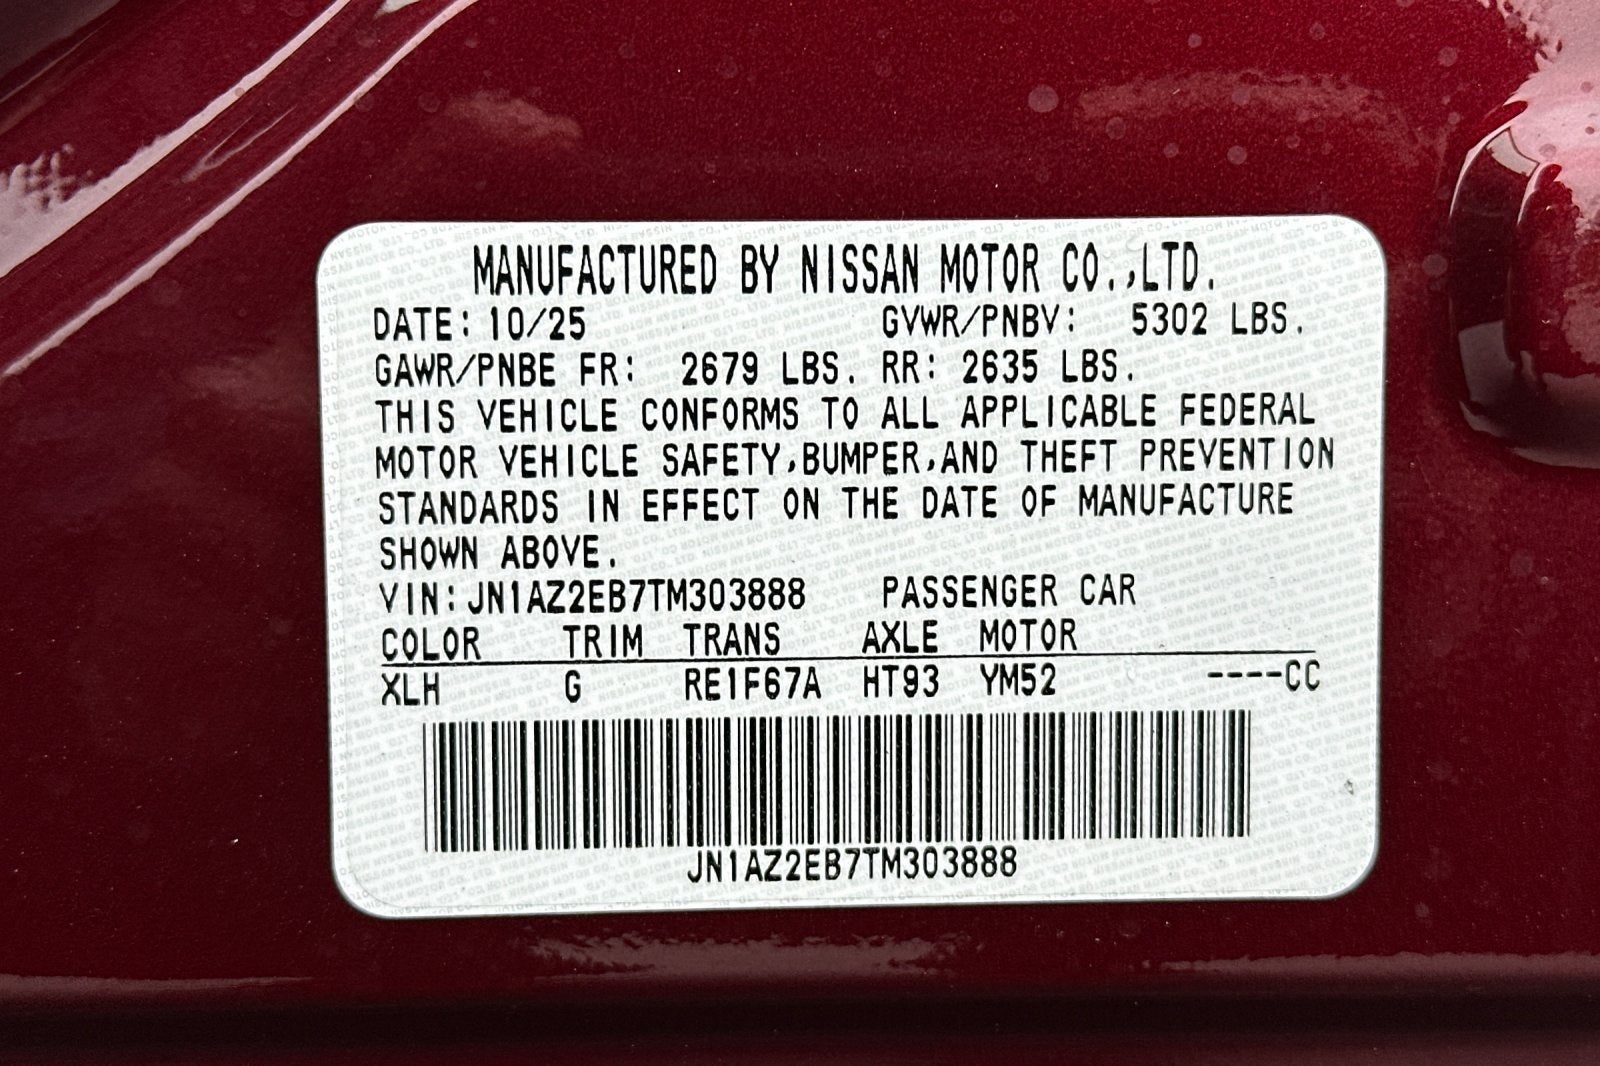 MANUFACTURED BY NISSAN MOTOR CO.,LTD.
DATE: 10/25 GVWR/PNBV: 5302 LBS.
GAWR/PNBE FR: 2679 LBS. RR: 2635 LBS.
THIS VEHICLE CONFORMS TO ALL APPLICABLE FEDERAL
MOTOR VEHICLE SAFETY,BUMPER,AND THEFT PREVENTION
STANDARDS IN EFFECT ON THE DATE OF MANUFACTURE
SHOWN ABOVE.
VIN: JN1AZ2EB7TM303888 PASSENGER CAR
COLOR TRIM TRANS AXLE MOTOR
XLH G RE1F67A HT93 YM52 ----CC
JN1AZ2EB7TM303888